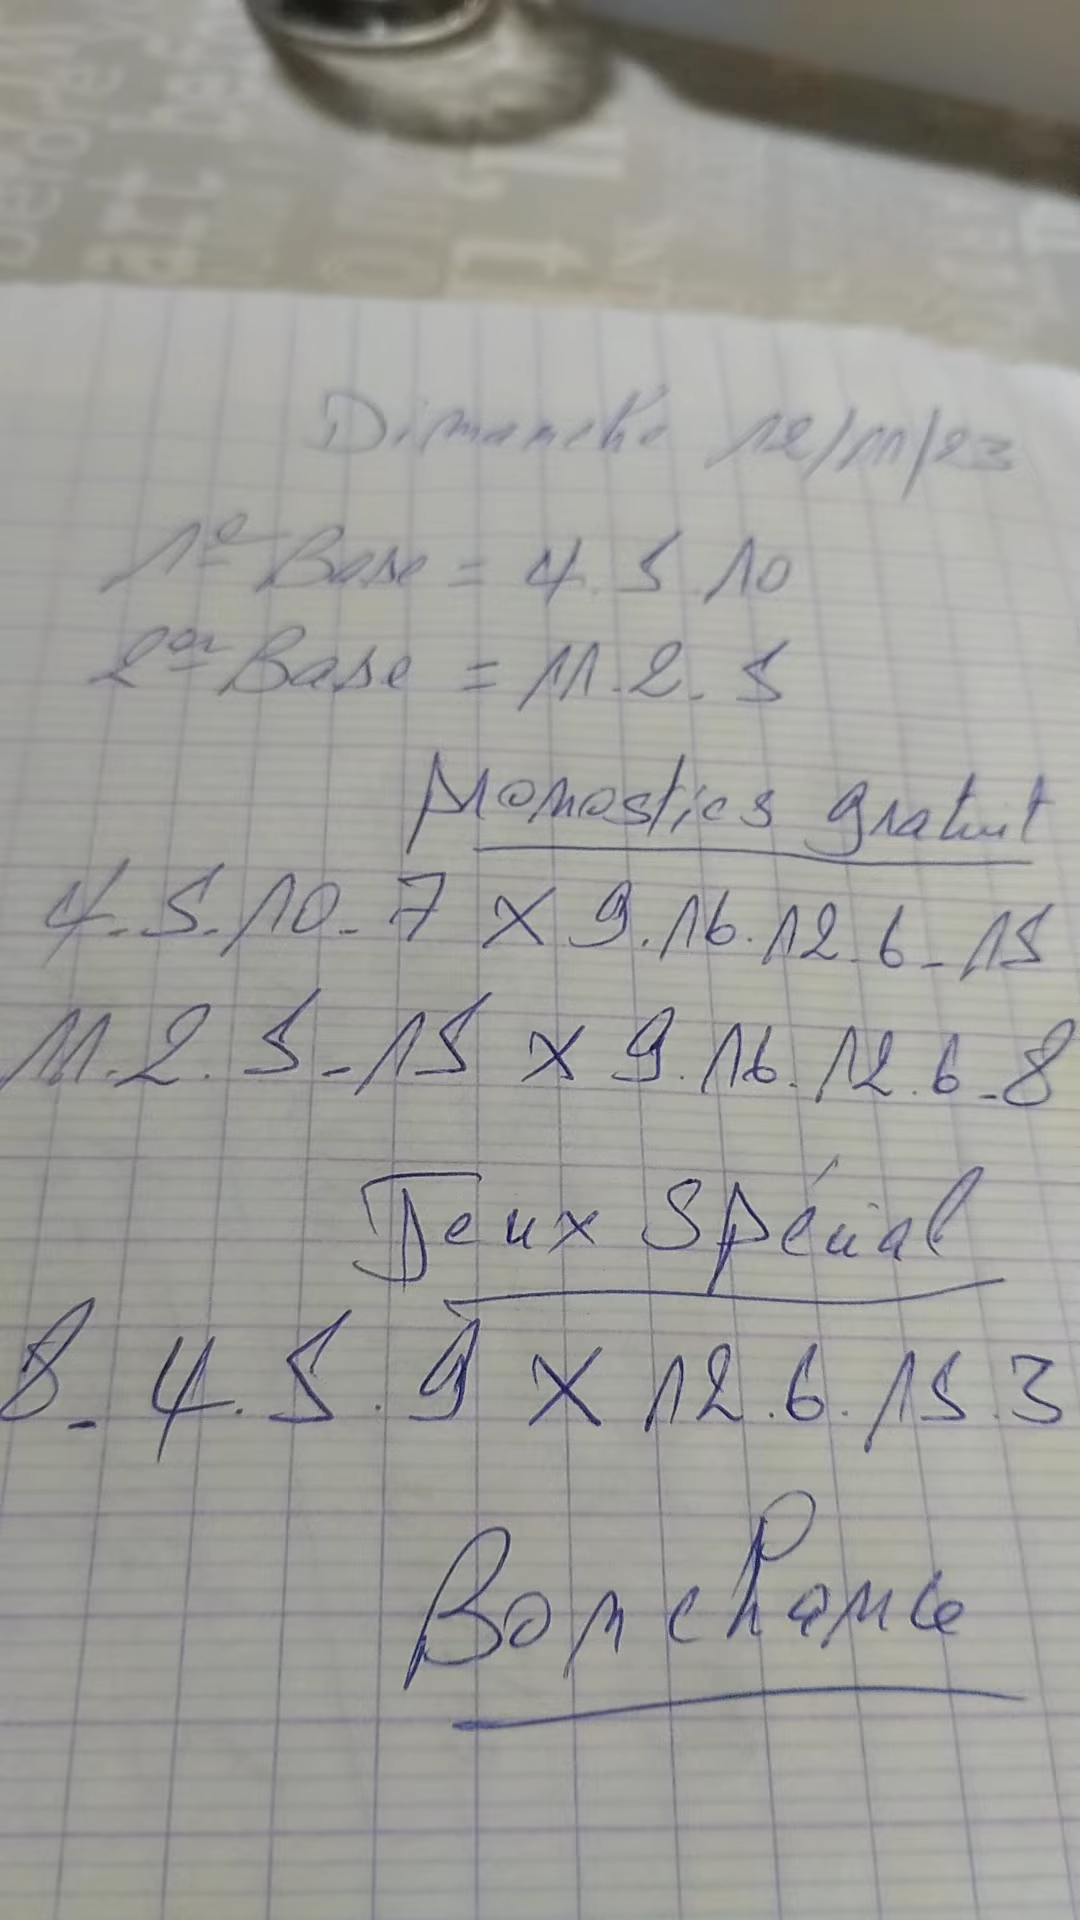 Dimanche 12/11/23
1e Base = 4.5.10
2em Base = 11.2.5
Pronostics gratuit
4.5.10.7 X 9.16.12.6.15
11.2.5.15 X 9.16.12.6.8
Jeux Spécial
8.4.5.9 X 12.6.15.3
Bonchance